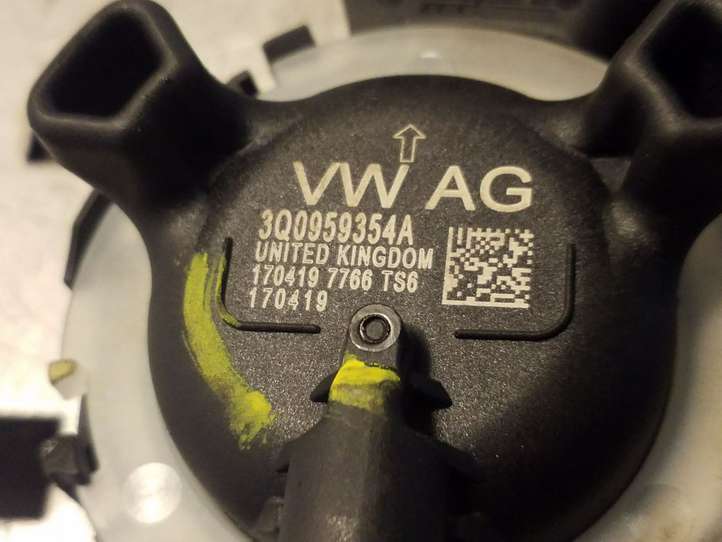 VW AG
3Q0959354A
UNITED KINGDOM
170419 7766 TS6
170419